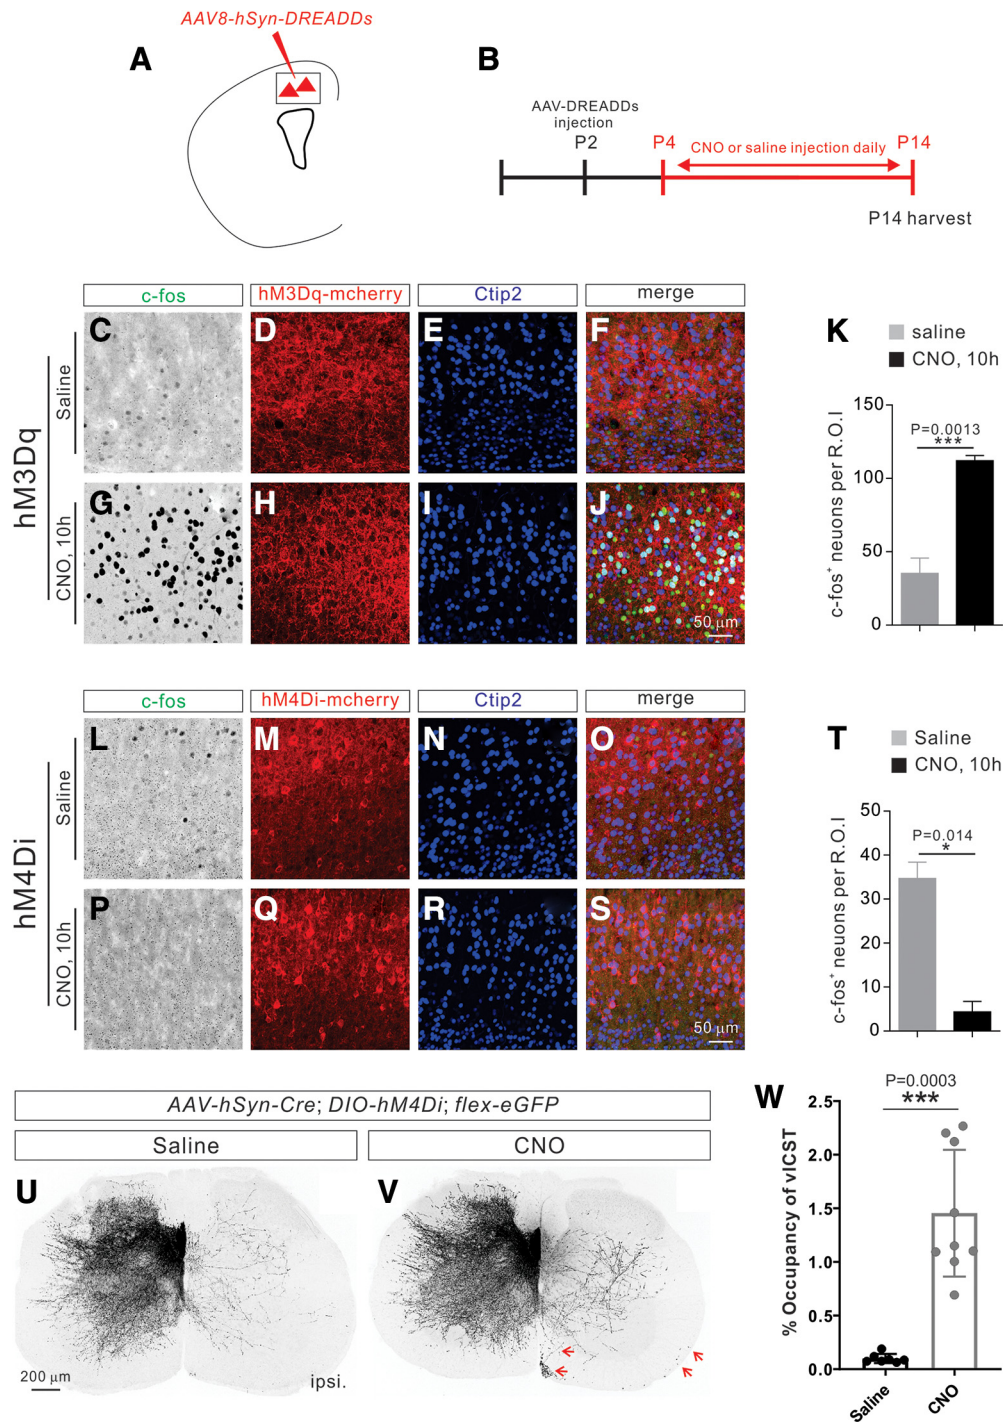 AAV8-hSyn-DREADDs
A
B
AAV-DREADDs
injection
P2
P4
CNO or saline injection daily
P14
P14 harvest
c-fos
hM3Dq-mcherry
Ctip2
merge
hM3Dq
Saline
C
D
E
F
CNO, 10h
G
H
I
J
50 μm
K
saline
CNO, 10h
c-fos⁺ neuons per R.O.I
150
100
50
0
P=0.0013
***
c-fos
hM4Di-mcherry
Ctip2
merge
hM4Di
Saline
L
M
N
O
CNO, 10h
P
Q
R
S
50 μm
T
Saline
CNO, 10h
c-fos⁺ neuons per R.O.I
50
40
30
20
10
0
P=0.014
*
AAV-hSyn-Cre; DIO-hM4Di; flex-eGFP
Saline
CNO
U
V
200 μm
ipsi.
W
P=0.0003
***
% Occupancy of vlCST
2.5
2.0
1.5
1.0
0.5
0.0
Saline
CNO